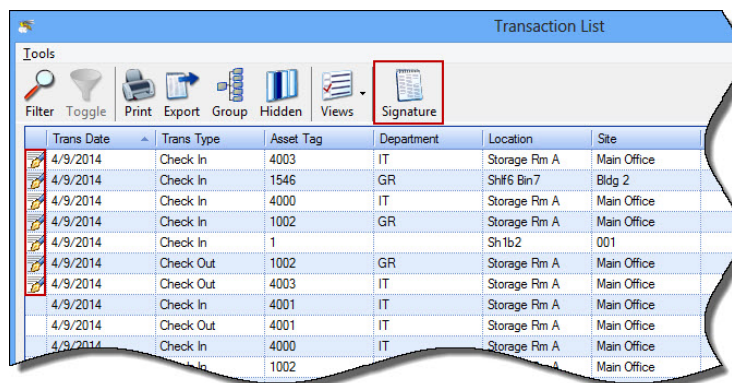 Transaction List
Tools
Filter Toggle Print Export Group Hidden Views Signature
Trans Date Trans Type Asset Tag Department Location Site
4/9/2014 Check In 4003 IT Storage Rm A Main Office
4/9/2014 Check In 1546 GR Shlf6 Bin7 Bldg 2
4/9/2014 Check In 4000 IT Storage Rm A Main Office
4/9/2014 Check In 1002 GR Storage Rm A Main Office
4/9/2014 Check In 1 Sh1b2 001
4/9/2014 Check Out 1002 GR Storage Rm A Main Office
4/9/2014 Check Out 4003 IT Storage Rm A Main Office
4/9/2014 Check In 4001 IT Storage Rm A Main Office
4/9/2014 Check Out 4001 IT Storage Rm A Main Office
4/9/2014 Check In 4000 IT Storage Rm A Main Office
In 1002 Rm A Main Office